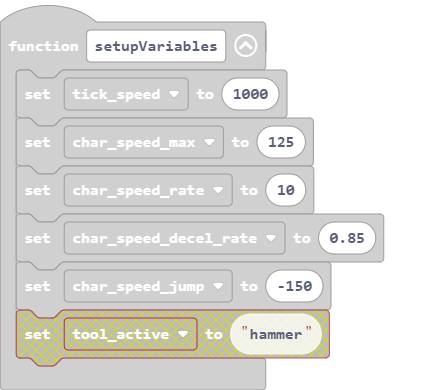 function setupVariables
set tick_speed to 1000
set char_speed_max to 125
set char_speed_rate to 10
set char_speed_decel_rate to 0.85
set char_speed_jump to -150
set tool_active to "hammer"